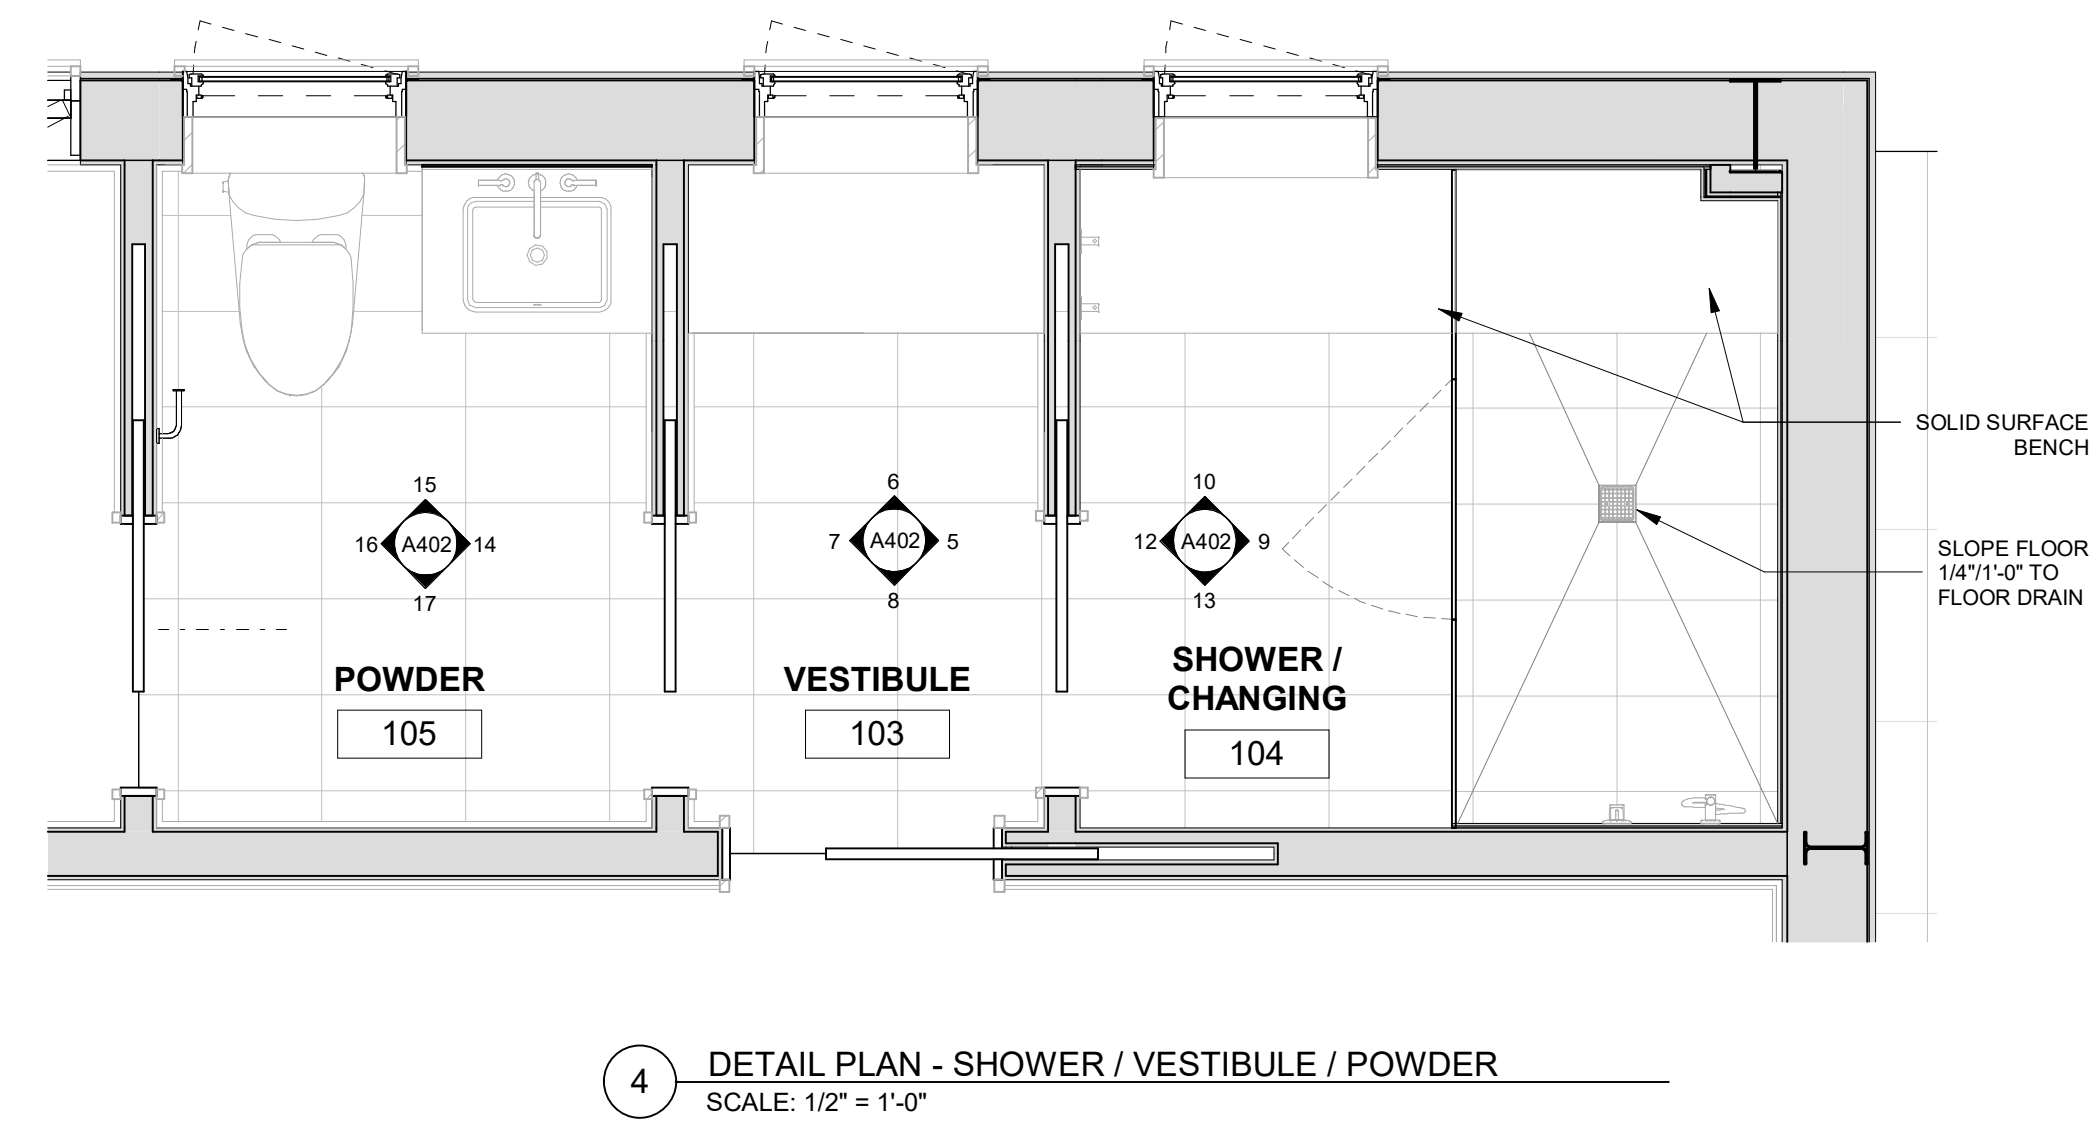 SOLID SURFACE
BENCH
15
16 A402 14
17
6
7 A402 5
8
10
12 A402 9
13
SLOPE FLOOR
1/4"/1'-0" TO
FLOOR DRAIN
POWDER
105
VESTIBULE
103
SHOWER /
CHANGING
104
4
DETAIL PLAN - SHOWER / VESTIBULE / POWDER
SCALE: 1/2" = 1'-0"